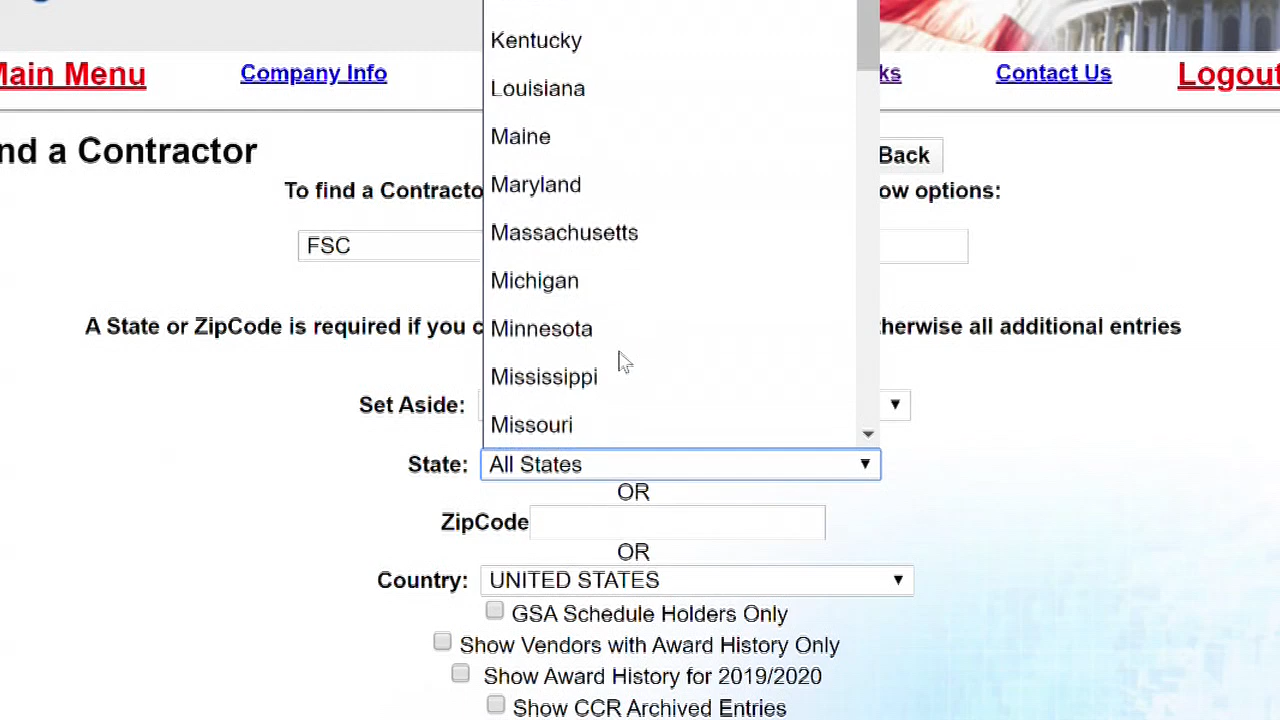 Kentucky
Main Menu
Company Info
ks
Contact Us
Logout
Louisiana
Maine
nd a Contractor
Back
Maryland
To find a Contracto
ow options:
Massachusetts
FSC
Michigan
Minnesota
A State or ZipCode is required if you c
herwise all additional entries
Mississippi
Set Aside:
Missouri
State: All States
OR
ZipCode
OR
Country: UNITED STATES
GSA Schedule Holders Only
Show Vendors with Award History Only
Show Award History for 2019/2020
Show CCR Archived Entries